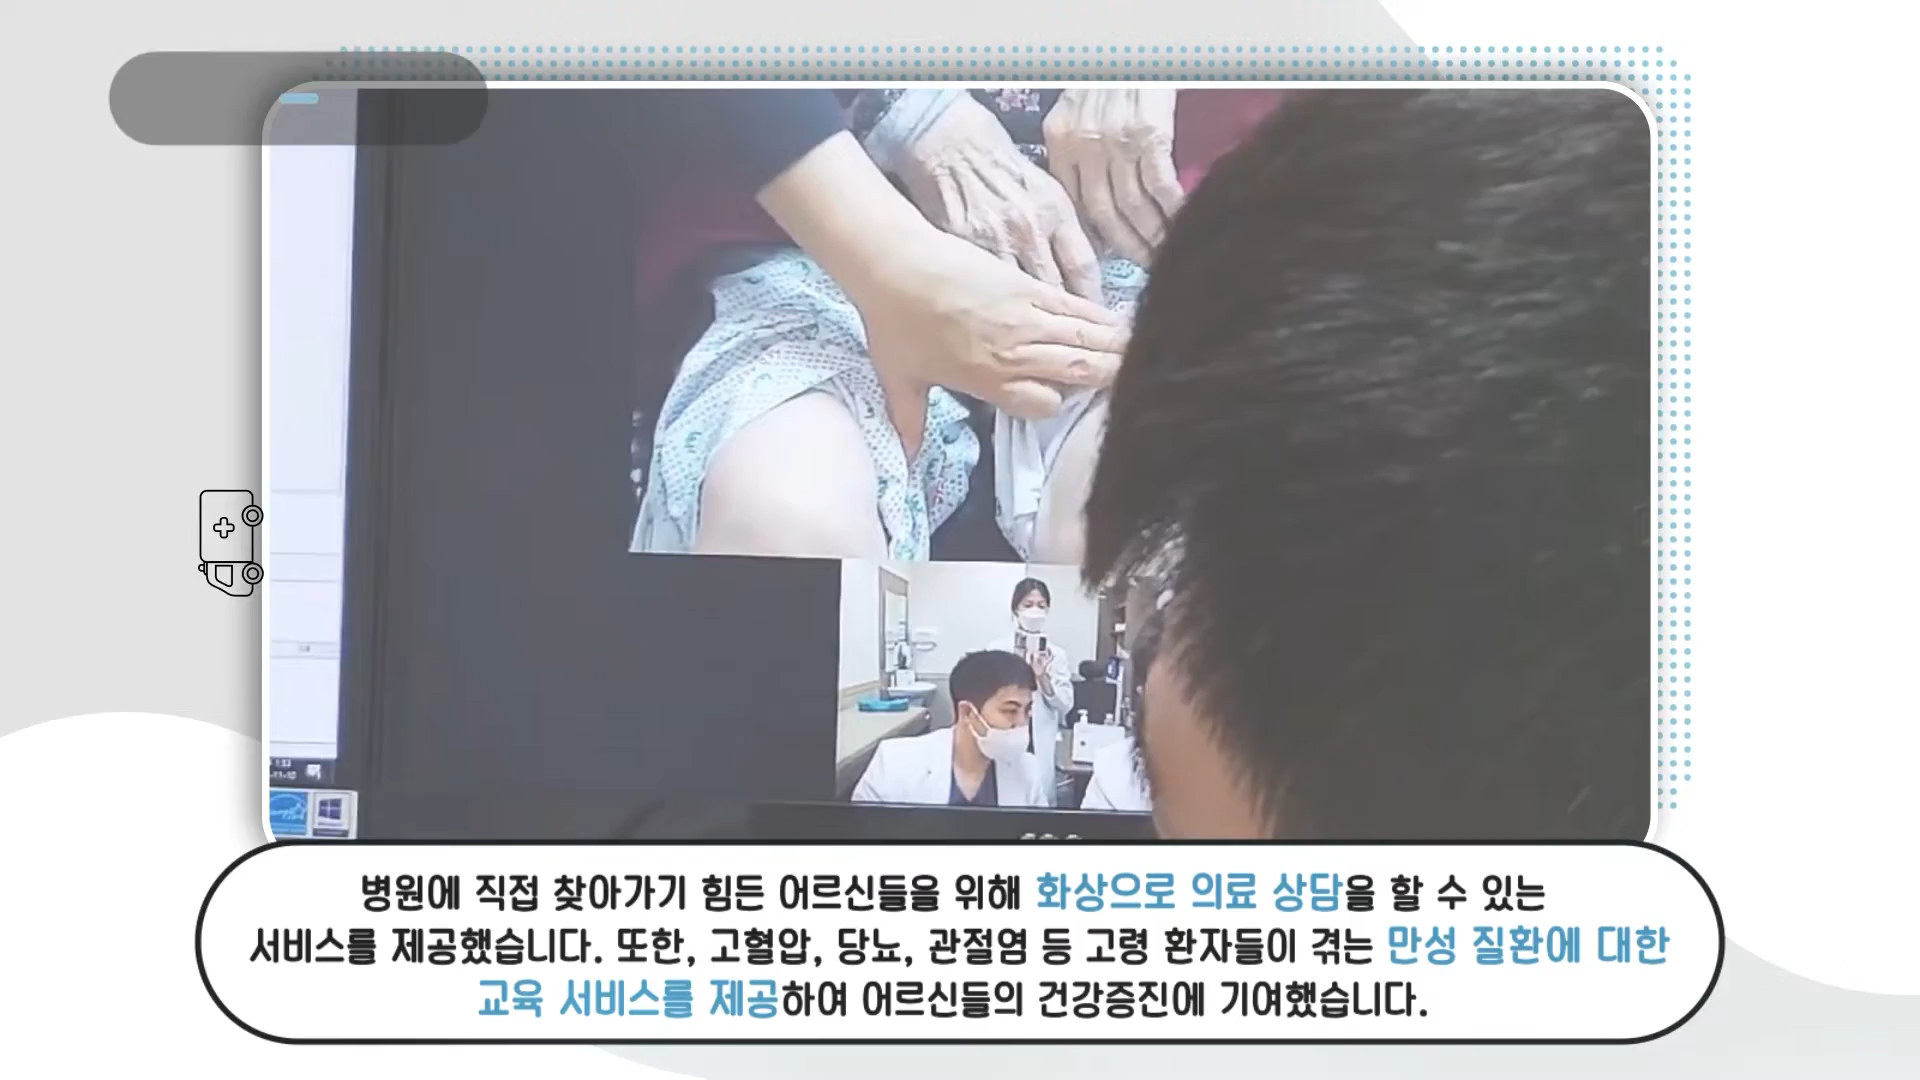 병원에 직접 찾아가기 힘든 어르신들을 위해 화상으로 의료 상담을 할 수 있는
서비스를 제공했습니다. 또한, 고혈압, 당뇨, 관절염 등 고령 환자들이 겪는 만성 질환에 대한
교육 서비스를 제공하여 어르신들의 건강증진에 기여했습니다.